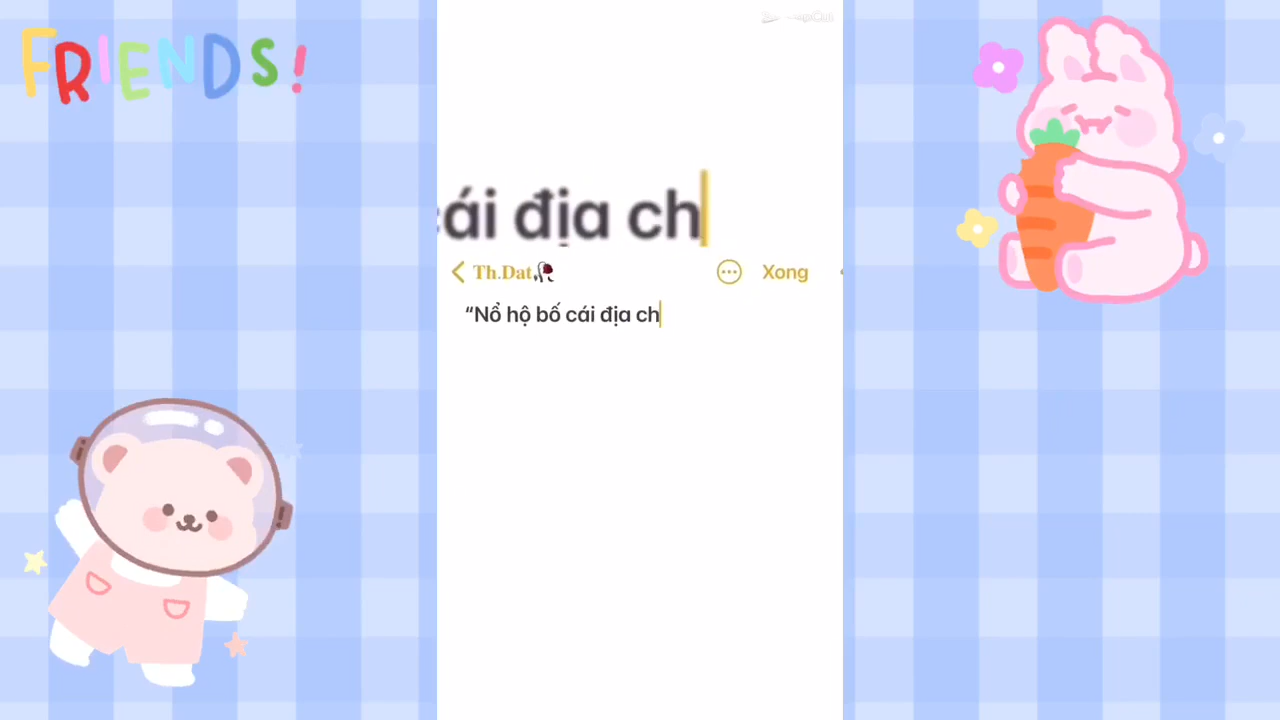 FRIENDS!
cái địa ch
Th.Dat🥀
Xong
“Nổ hộ bố cái địa ch